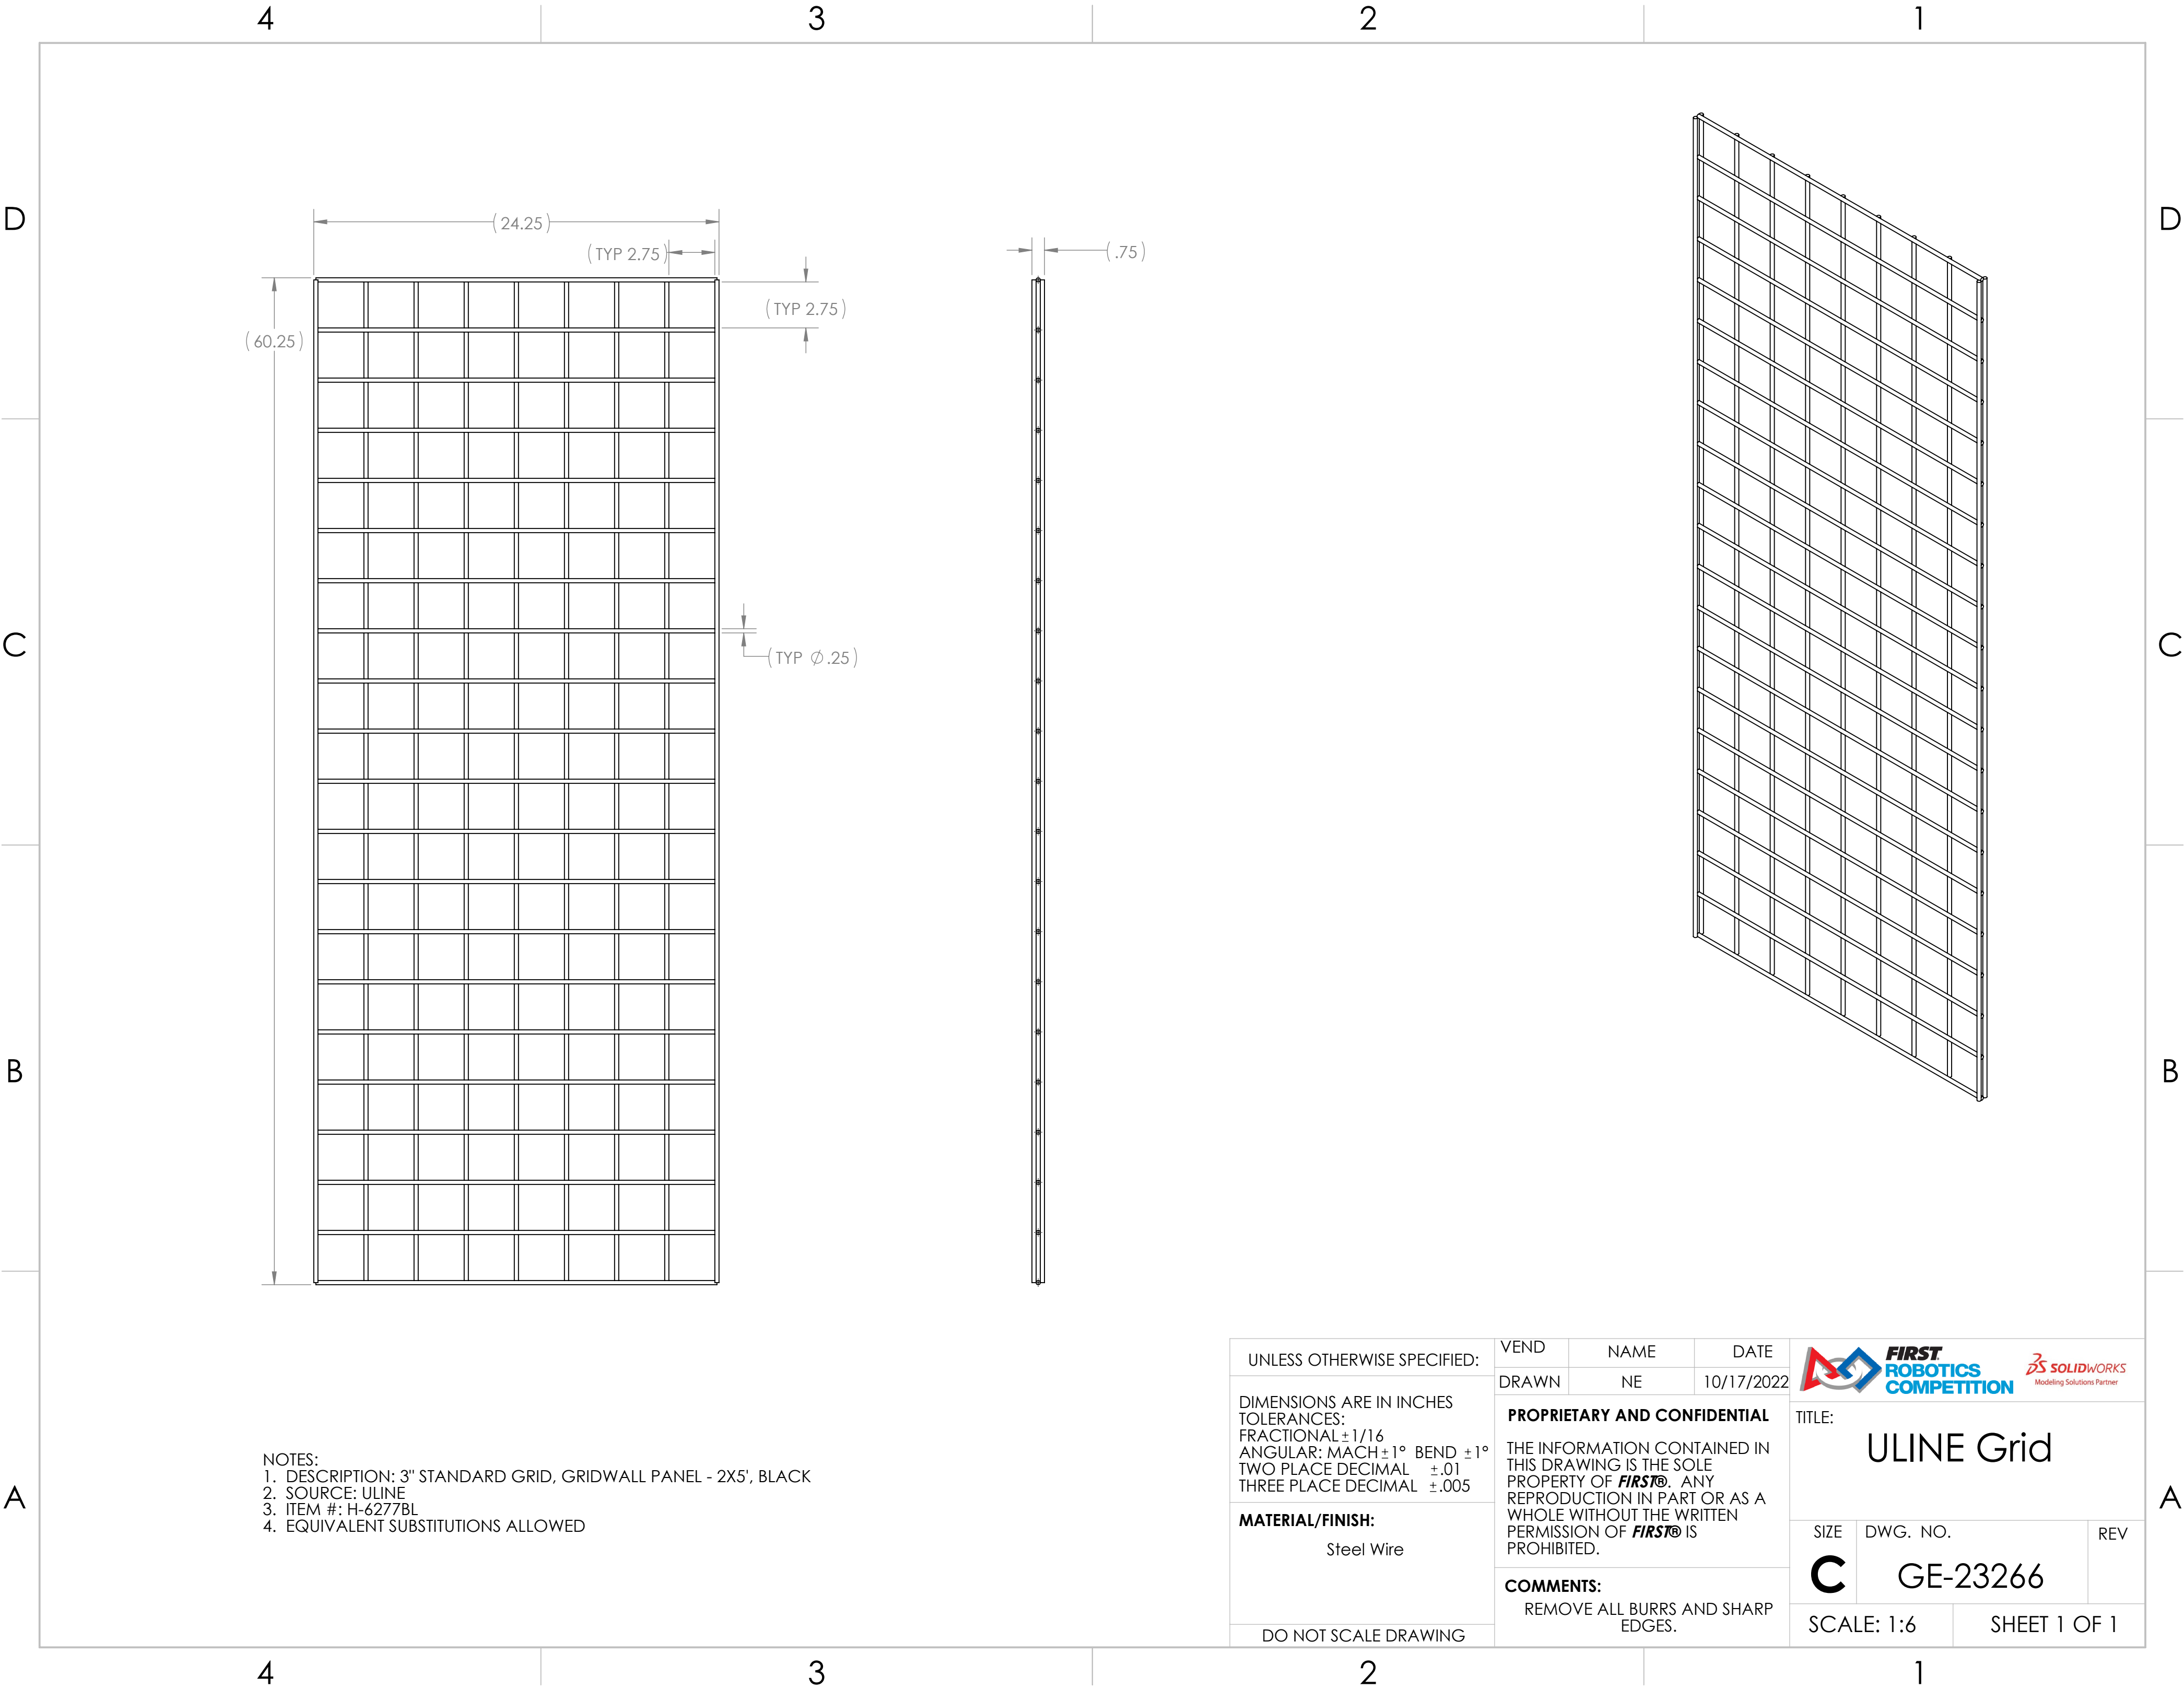 4 3 2 1
D D
C C
B B
A A
( 24.25 )
( TYP 2.75 )
( .75 )
( TYP 2.75 )
( 60.25 )
( TYP ∅ .25 )
NOTES:
1. DESCRIPTION: 3" STANDARD GRID, GRIDWALL PANEL - 2X5', BLACK
2. SOURCE: ULINE
3. ITEM #: H-6277BL
4. EQUIVALENT SUBSTITUTIONS ALLOWED
UNLESS OTHERWISE SPECIFIED:
DIMENSIONS ARE IN INCHES
TOLERANCES:
FRACTIONAL ± 1/16
ANGULAR: MACH ± 1° BEND ± 1°
TWO PLACE DECIMAL ± .01
THREE PLACE DECIMAL ± .005
MATERIAL/FINISH:
Steel Wire
DO NOT SCALE DRAWING
VEND NAME DATE
DRAWN NE 10/17/2022
PROPRIETARY AND CONFIDENTIAL
THE INFORMATION CONTAINED IN
THIS DRAWING IS THE SOLE
PROPERTY OF FIRST®. ANY
REPRODUCTION IN PART OR AS A
WHOLE WITHOUT THE WRITTEN
PERMISSION OF FIRST® IS
PROHIBITED.
COMMENTS:
REMOVE ALL BURRS AND SHARP
EDGES.
FIRST
ROBOTICS
COMPETITION
SOLIDWORKS
Modeling Solutions Partner
TITLE:
ULINE Grid
SIZE DWG. NO. REV
C GE-23266
SCALE: 1:6 SHEET 1 OF 1
4 3 2 1